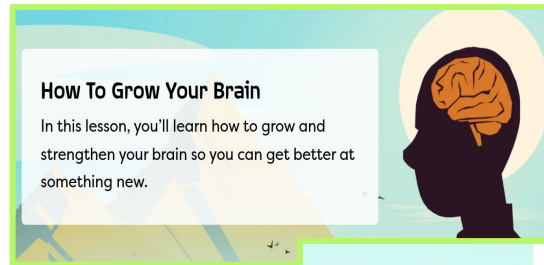 How To Grow Your Brain
In this lesson, you'll learn how to grow and
strengthen your brain so you can get better at
something new.